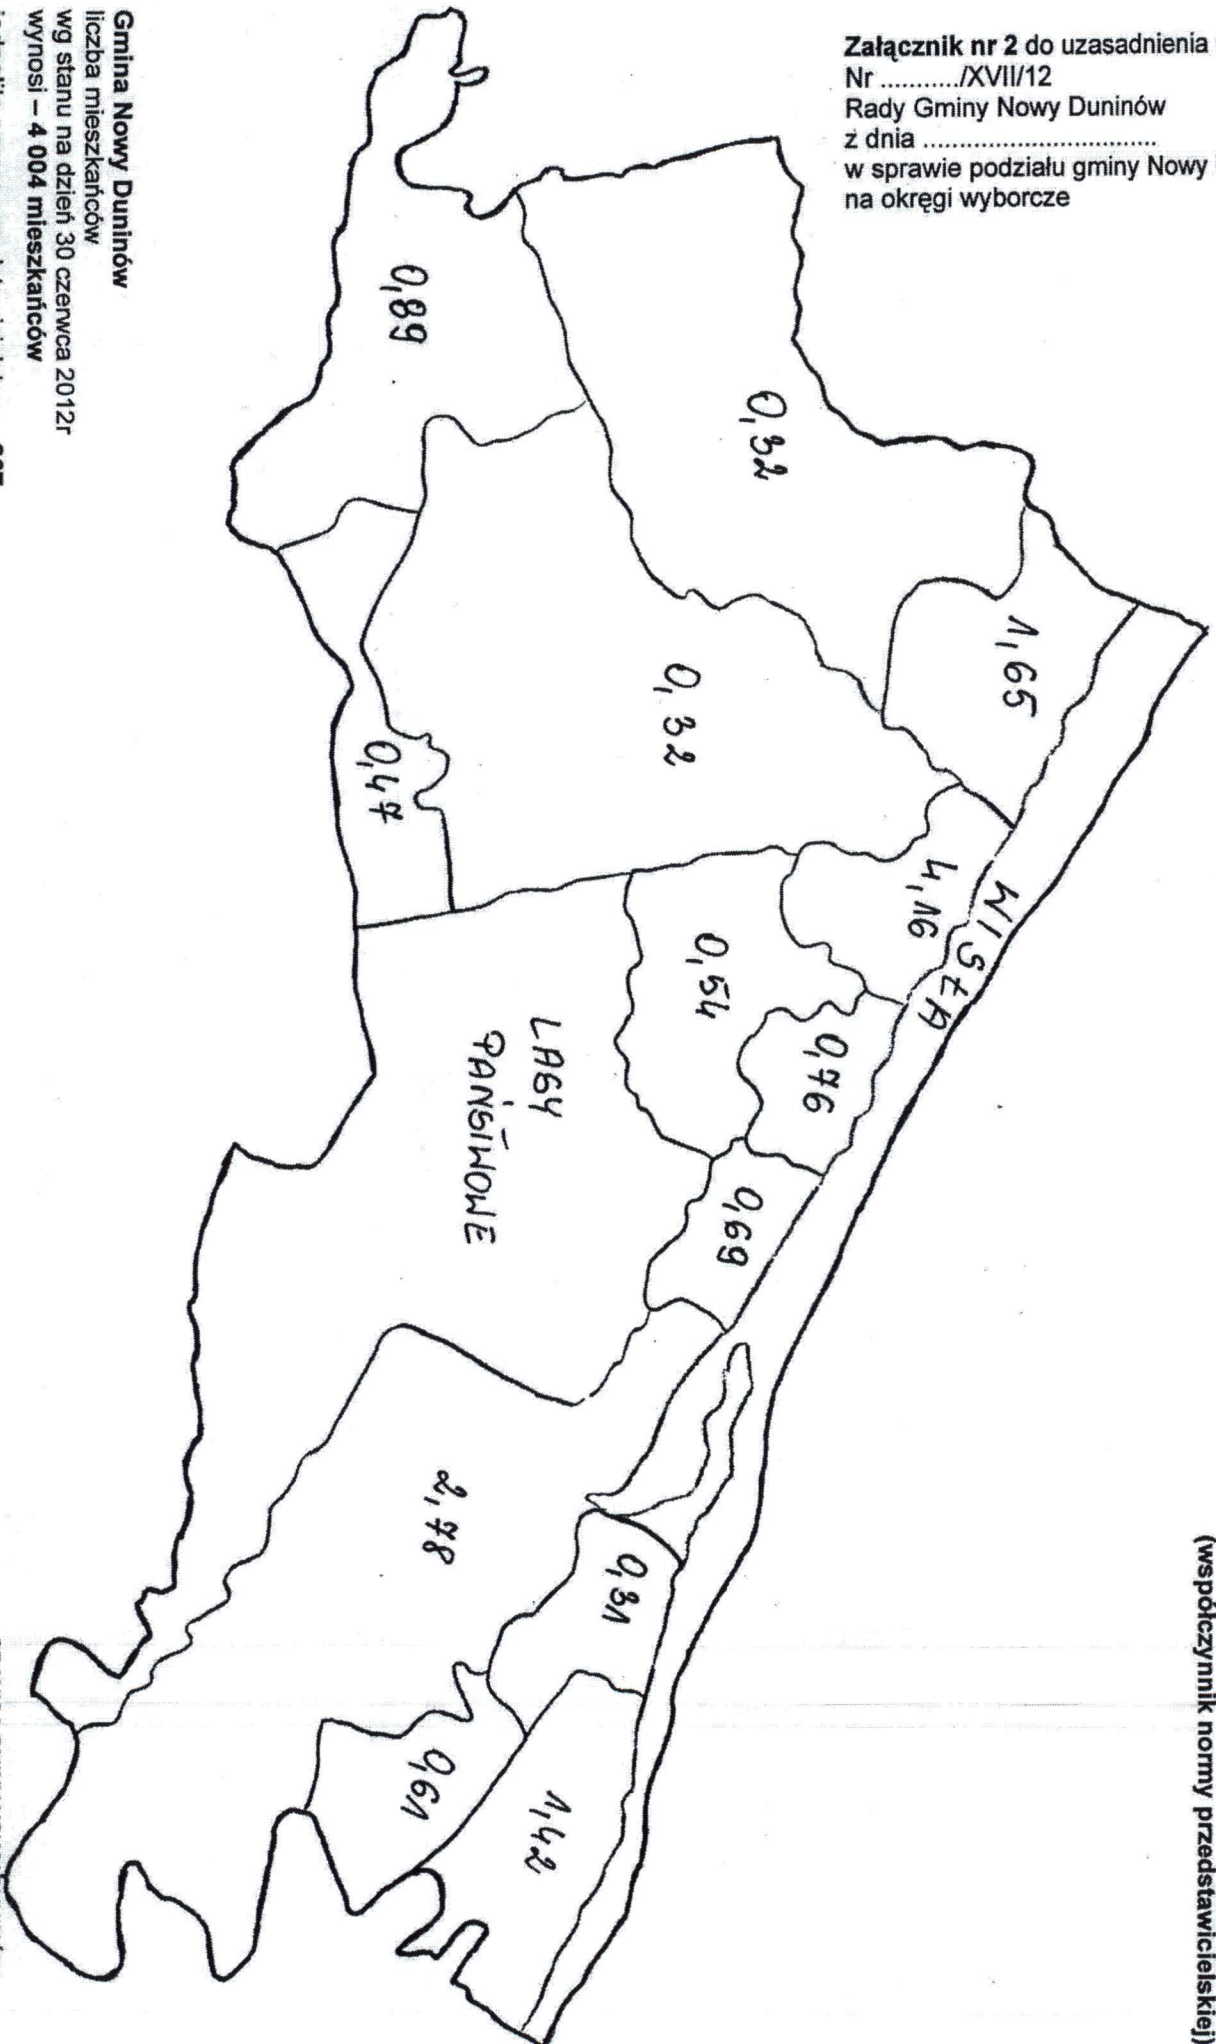 Załącznik nr 2 do uzasadnienia
Nr .........../XVII/12
Rady Gminy Nowy Duninów
z dnia .................................
w sprawie podziału gminy Nowy
na okręgi wyborcze
(współczynnik normy przedstawicielskiej)
0,89
0,32
1,65
0,32
0,47
4,16
WISŁA
0,54
0,76
LASY
PAŃSTWOWE
0,69
2,78
0,31
0,61
1,42
Gmina Nowy Duninów
liczba mieszkańców
wg stanu na dzień 30 czerwca 2012r
wynosi – 4 004 mieszkańców